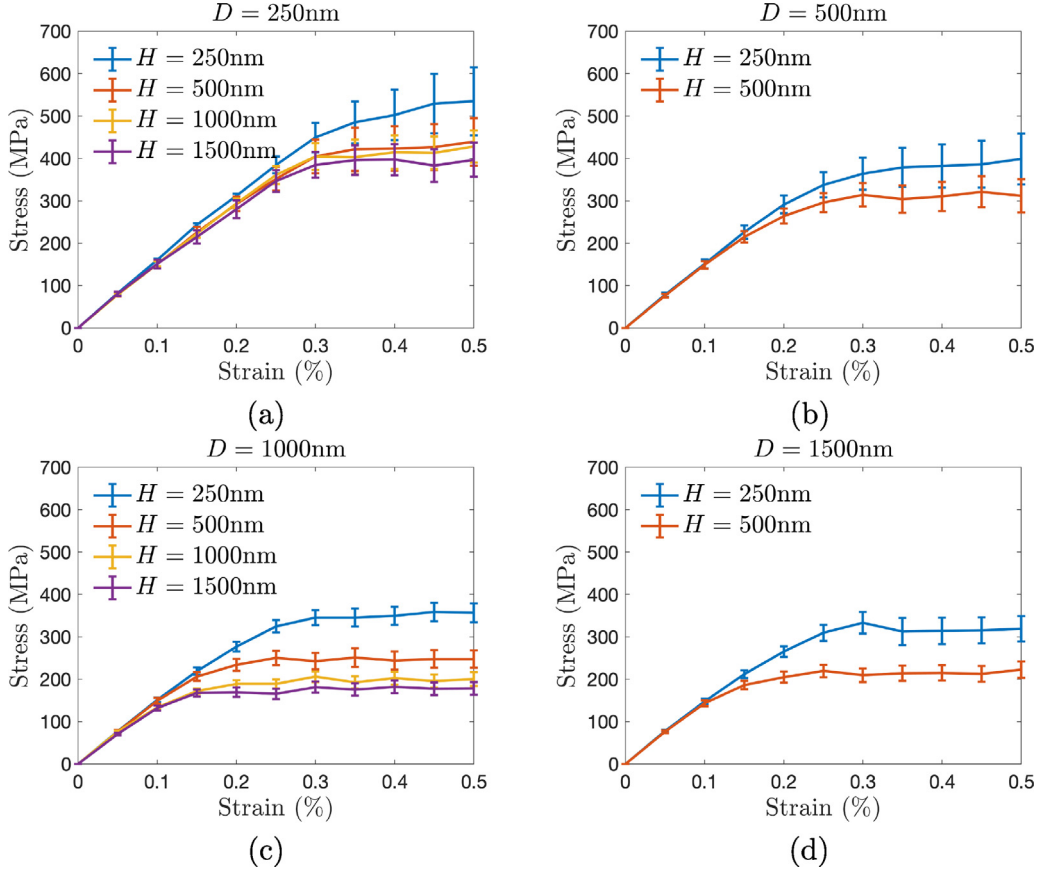 D = 250nm
700
600
500
400
300
200
100
0
Stress (MPa)
H = 250nm
H = 500nm
H = 1000nm
H = 1500nm
0 0.1 0.2 0.3 0.4 0.5
Strain (%)
(a)
D = 500nm
700
600
500
400
300
200
100
0
Stress (MPa)
H = 250nm
H = 500nm
0 0.1 0.2 0.3 0.4 0.5
Strain (%)
(b)
D = 1000nm
700
600
500
400
300
200
100
0
Stress (MPa)
H = 250nm
H = 500nm
H = 1000nm
H = 1500nm
0 0.1 0.2 0.3 0.4 0.5
Strain (%)
(c)
D = 1500nm
700
600
500
400
300
200
100
0
Stress (MPa)
H = 250nm
H = 500nm
0 0.1 0.2 0.3 0.4 0.5
Strain (%)
(d)